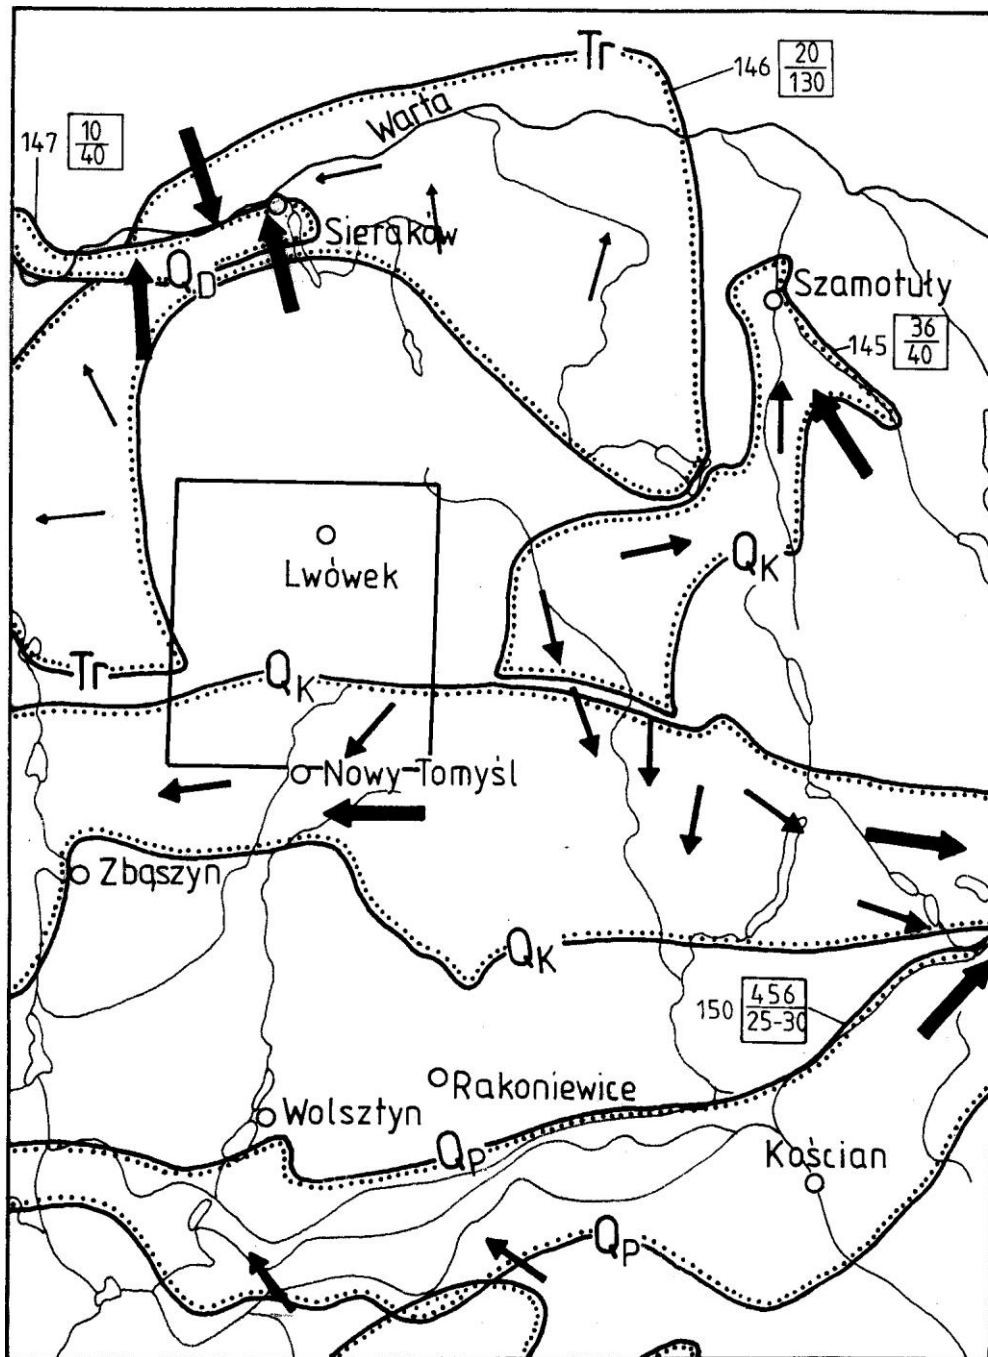 Tr
146 20/130
Warta
147 10/40
Sieraków
QD
Szamotuły
145 36/40
Lwówek
QK
Tr
QK
Nowy-Tomyśl
Zbąszyn
QK
150 456/25-30
Rakoniewice
Wolsztyn
QP
Kościan
QP